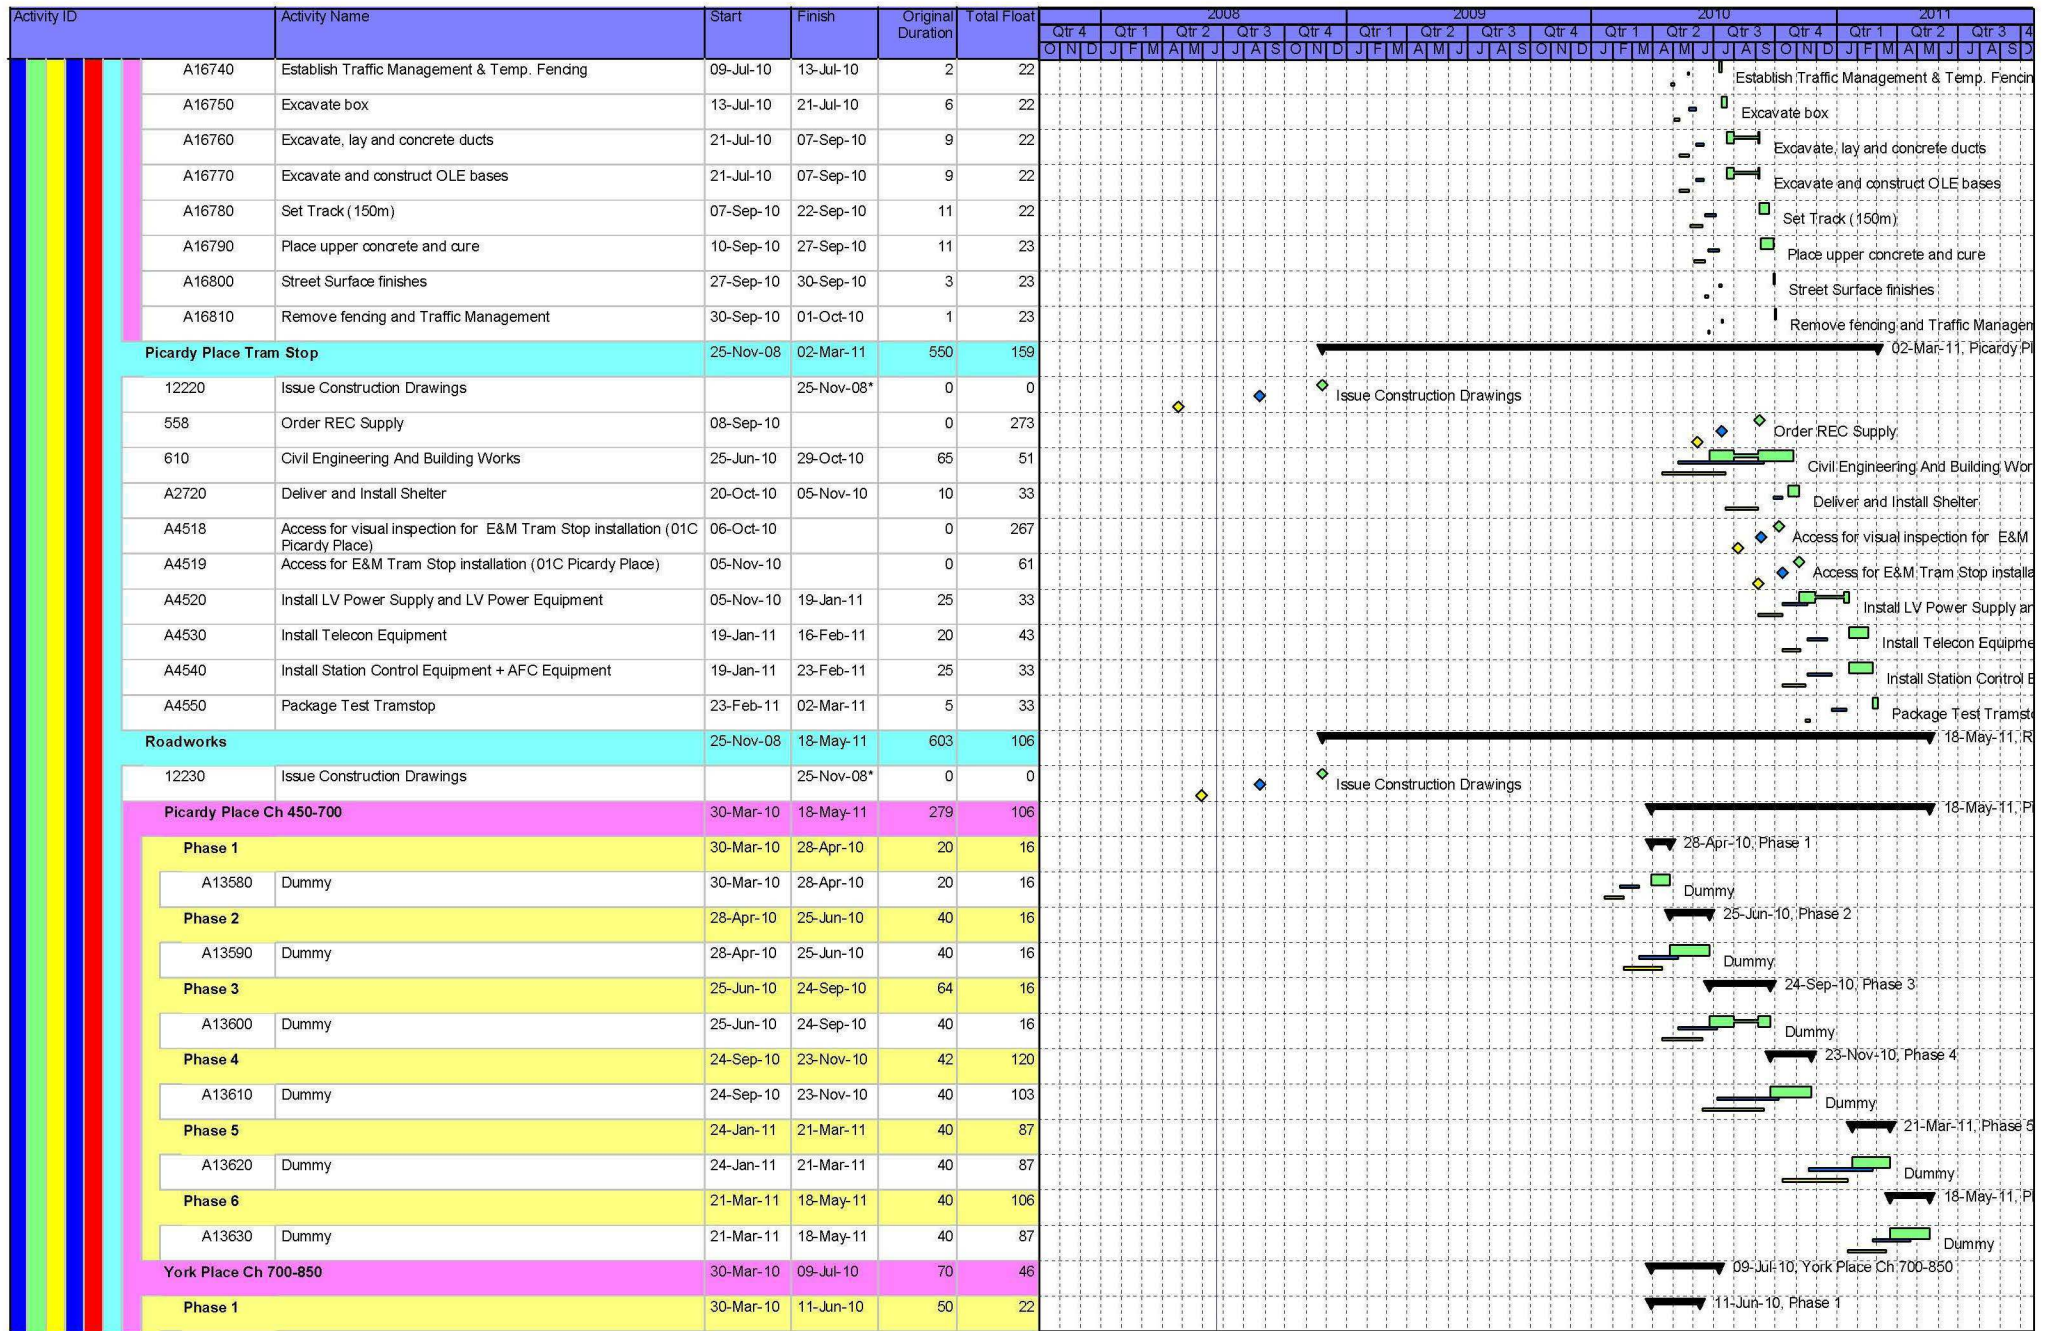 Activity ID Activity Name Start Finish Original Duration Total Float 2008 2009 2010 2011
Qtr 4 Qtr 1 Qtr 2 Qtr 3 Qtr 4 Qtr 1 Qtr 2 Qtr 3 Qtr 4 Qtr 1 Qtr 2 Qtr 3 Qtr 4 Qtr 1 Qtr 2 Qtr 3 4
O N D J F M A M J J A S O N D J F M A M J J A S O N D J F M A M J J A S O N D J F M A M J J A S O
A16740 Establish Traffic Management & Temp. Fencing 09-Jul-10 13-Jul-10 2 22 Establish Traffic Management & Temp. Fencin
A16750 Excavate box 13-Jul-10 21-Jul-10 6 22 Excavate box
A16760 Excavate, lay and concrete ducts 21-Jul-10 07-Sep-10 9 22 Excavate, lay and concrete ducts
A16770 Excavate and construct OLE bases 21-Jul-10 07-Sep-10 9 22 Excavate and construct OLE bases
A16780 Set Track (150m) 07-Sep-10 22-Sep-10 11 22 Set Track (150m)
A16790 Place upper concrete and cure 10-Sep-10 27-Sep-10 11 23 Place upper concrete and cure
A16800 Street Surface finishes 27-Sep-10 30-Sep-10 3 23 Street Surface finishes
A16810 Remove fencing and Traffic Management 30-Sep-10 01-Oct-10 1 23 Remove fencing and Traffic Managem
Picardy Place Tram Stop 25-Nov-08 02-Mar-11 550 159 02-Mar-11, Picardy Pl
12220 Issue Construction Drawings 25-Nov-08* 0 0 Issue Construction Drawings
558 Order REC Supply 08-Sep-10 0 273 Order REC Supply
610 Civil Engineering And Building Works 25-Jun-10 29-Oct-10 65 51 Civil Engineering And Building Wor
A2720 Deliver and Install Shelter 20-Oct-10 05-Nov-10 10 33 Deliver and Install Shelter
A4518 Access for visual inspection for E&M Tram Stop installation (01C Picardy Place) 06-Oct-10 0 267 Access for visual inspection for E&M
A4519 Access for E&M Tram Stop installation (01C Picardy Place) 05-Nov-10 0 61 Access for E&M Tram Stop installa
A4520 Install LV Power Supply and LV Power Equipment 05-Nov-10 19-Jan-11 25 33 Install LV Power Supply an
A4530 Install Telecon Equipment 19-Jan-11 16-Feb-11 20 43 Install Telecon Equipme
A4540 Install Station Control Equipment + AFC Equipment 19-Jan-11 23-Feb-11 25 33 Install Station Control E
A4550 Package Test Tramstop 23-Feb-11 02-Mar-11 5 33 Package Test Tramsto
Roadworks 25-Nov-08 18-May-11 603 106 18-May-11, R
12230 Issue Construction Drawings 25-Nov-08* 0 0 Issue Construction Drawings
Picardy Place Ch 450-700 30-Mar-10 18-May-11 279 106 18-May-11, Pi
Phase 1 30-Mar-10 28-Apr-10 20 16 28-Apr-10, Phase 1
A13580 Dummy 30-Mar-10 28-Apr-10 20 16 Dummy
Phase 2 28-Apr-10 25-Jun-10 40 16 25-Jun-10, Phase 2
A13590 Dummy 28-Apr-10 25-Jun-10 40 16 Dummy
Phase 3 25-Jun-10 24-Sep-10 64 16 24-Sep-10, Phase 3
A13600 Dummy 25-Jun-10 24-Sep-10 40 16 Dummy
Phase 4 24-Sep-10 23-Nov-10 42 120 23-Nov-10, Phase 4
A13610 Dummy 24-Sep-10 23-Nov-10 40 103 Dummy
Phase 5 24-Jan-11 21-Mar-11 40 87 21-Mar-11, Phase 5
A13620 Dummy 24-Jan-11 21-Mar-11 40 87 Dummy
Phase 6 21-Mar-11 18-May-11 40 106 18-May-11, Pl
A13630 Dummy 21-Mar-11 18-May-11 40 87 Dummy
York Place Ch 700-850 30-Mar-10 09-Jul-10 70 46 09-Jul-10, York Place Ch 700-850
Phase 1 30-Mar-10 11-Jun-10 50 22 11-Jun-10, Phase 1